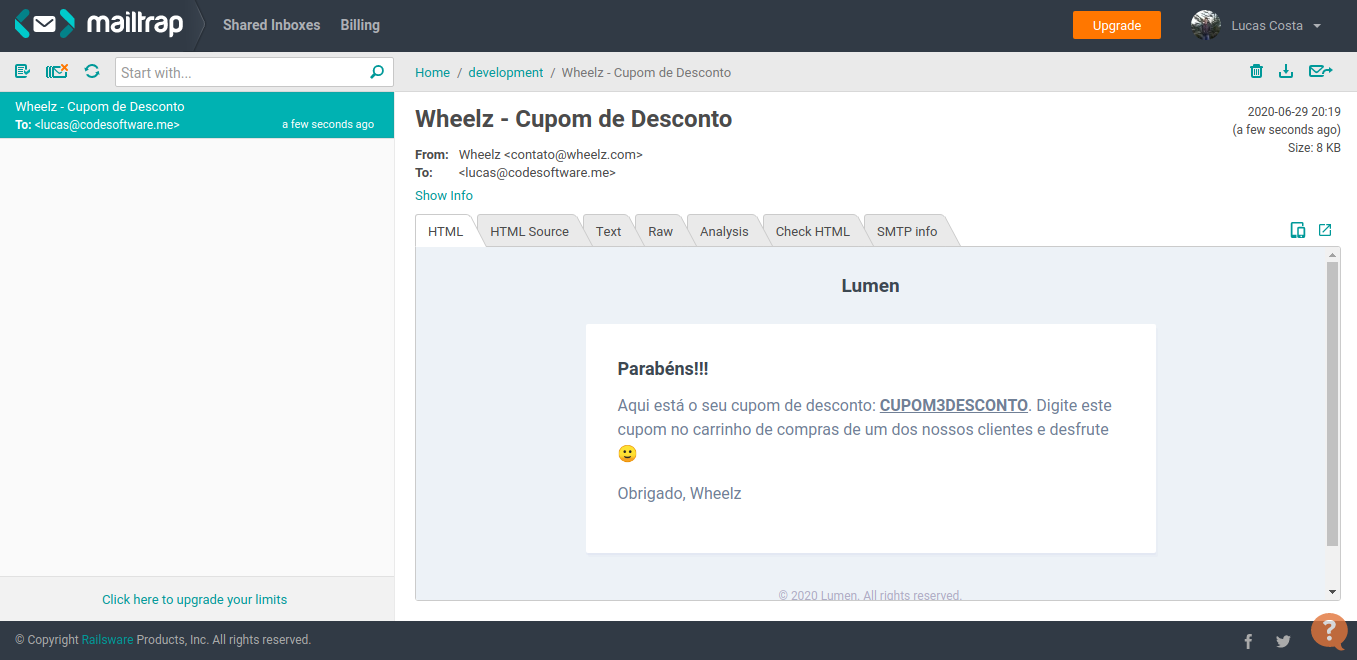 mailtrap
Shared Inboxes
Billing
Upgrade
Lucas Costa
Start with...
Home / development / Wheelz - Cupom de Desconto
Wheelz - Cupom de Desconto
To: <lucas@codesoftware.me>
a few seconds ago
Wheelz - Cupom de Desconto
2020-06-29 20:19
(a few seconds ago)
Size: 8 KB
From: Wheelz <contato@wheelz.com>
To: <lucas@codesoftware.me>
Show Info
HTML
HTML Source
Text
Raw
Analysis
Check HTML
SMTP info
Lumen
Parabéns!!!
Aqui está o seu cupom de desconto: CUPOM3DESCONTO. Digite este
cupom no carrinho de compras de um dos nossos clientes e desfrute
🙂
Obrigado, Wheelz
© 2020 Lumen. All rights reserved.
Click here to upgrade your limits
© Copyright Railsware Products, Inc. All rights reserved.
?